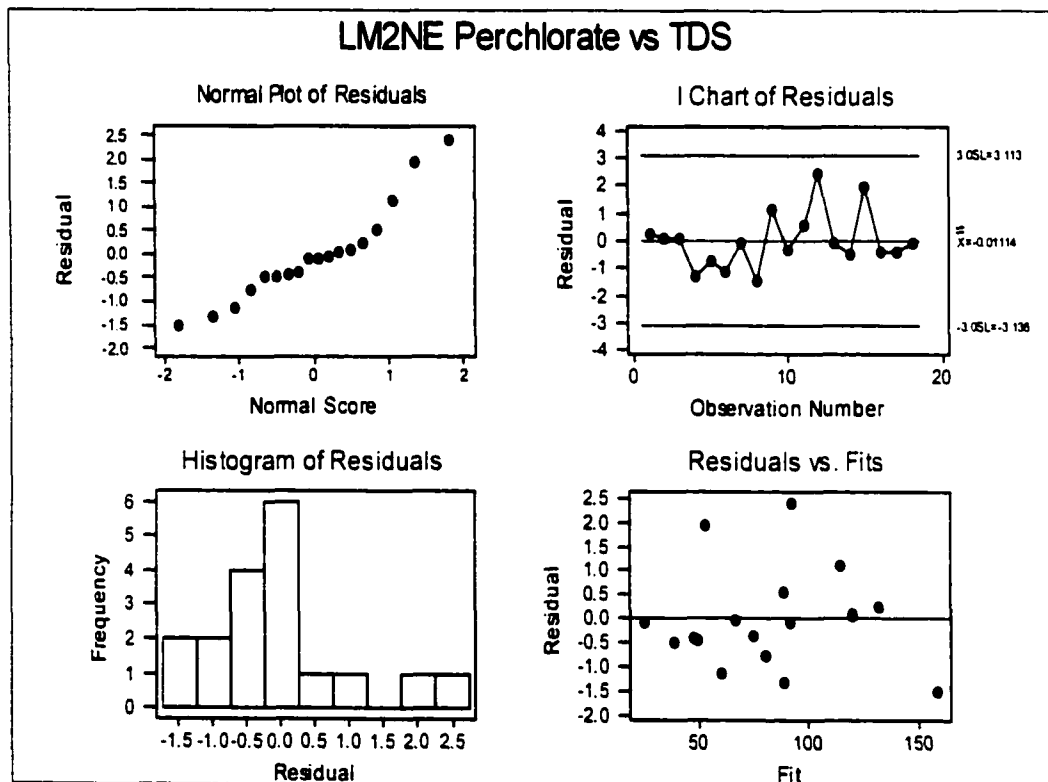 LM2NE Perchlorate vs TDS
Normal Plot of Residuals
2.5
2.0
1.5
1.0
0.5
0.0
-0.5
-1.0
-1.5
-2.0
Residual
-2 -1 0 1 2
Normal Score
I Chart of Residuals
4
3
2
1
0
-1
-2
-3
-4
Residual
3.0SL=3.113
X=-0.01114
-3.0SL=-3.136
0 10 20
Observation Number
Histogram of Residuals
6
5
4
3
2
1
0
Frequency
-1.5 -1.0 -0.5 0.0 0.5 1.0 1.5 2.0 2.5
Residual
Residuals vs. Fits
2.5
2.0
1.5
1.0
0.5
0.0
-0.5
-1.0
-1.5
-2.0
Residual
50 100 150
Fit